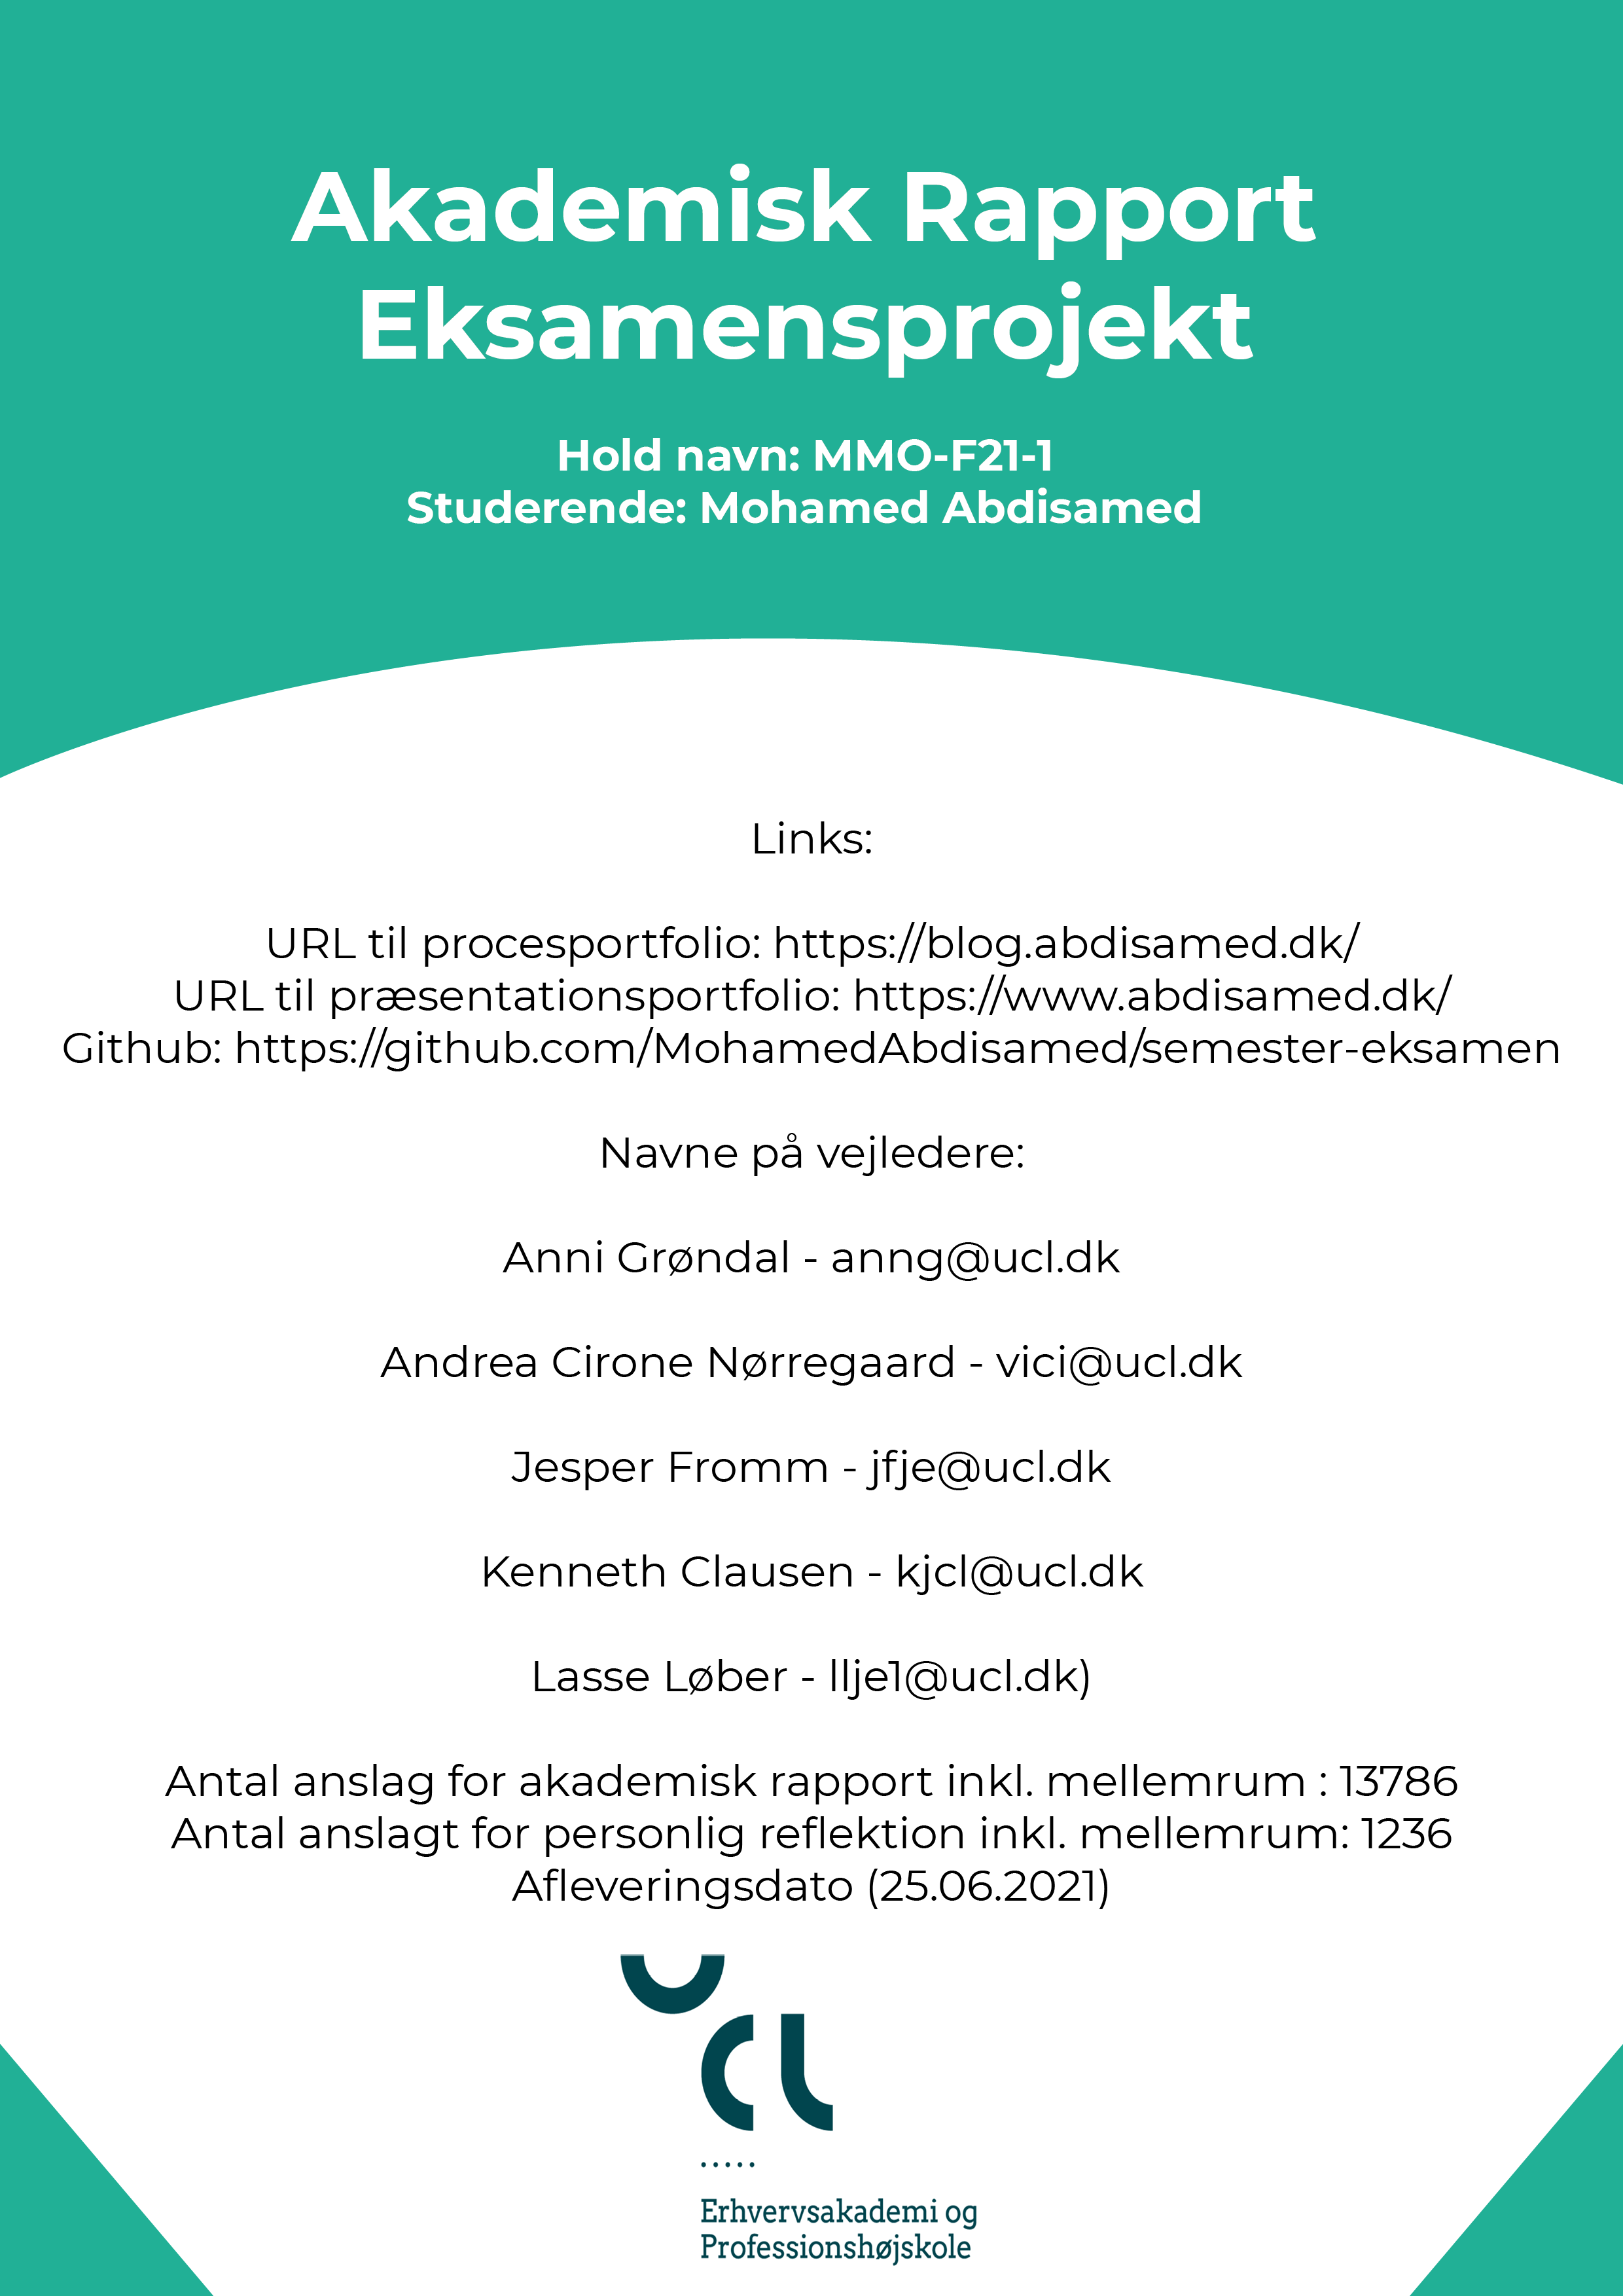 Akademisk Rapport
Eksamensprojekt
Hold navn: MMO-F21-1
Studerende: Mohamed Abdisamed
Links:
URL til procesportfolio: https://blog.abdisamed.dk/
URL til præsentationsportfolio: https://www.abdisamed.dk/
Github: https://github.com/MohamedAbdisamed/semester-eksamen
Navne på vejledere:
Anni Grøndal - anng@ucl.dk
Andrea Cirone Nørregaard - vici@ucl.dk
Jesper Fromm - jfje@ucl.dk
Kenneth Clausen - kjcl@ucl.dk
Lasse Løber - llje1@ucl.dk)
Antal anslag for akademisk rapport inkl. mellemrum : 13786
Antal anslagt for personlig reflektion inkl. mellemrum: 1236
Afleveringsdato (25.06.2021)
UCL
Erhvervsakademi og
Professionshøjskole